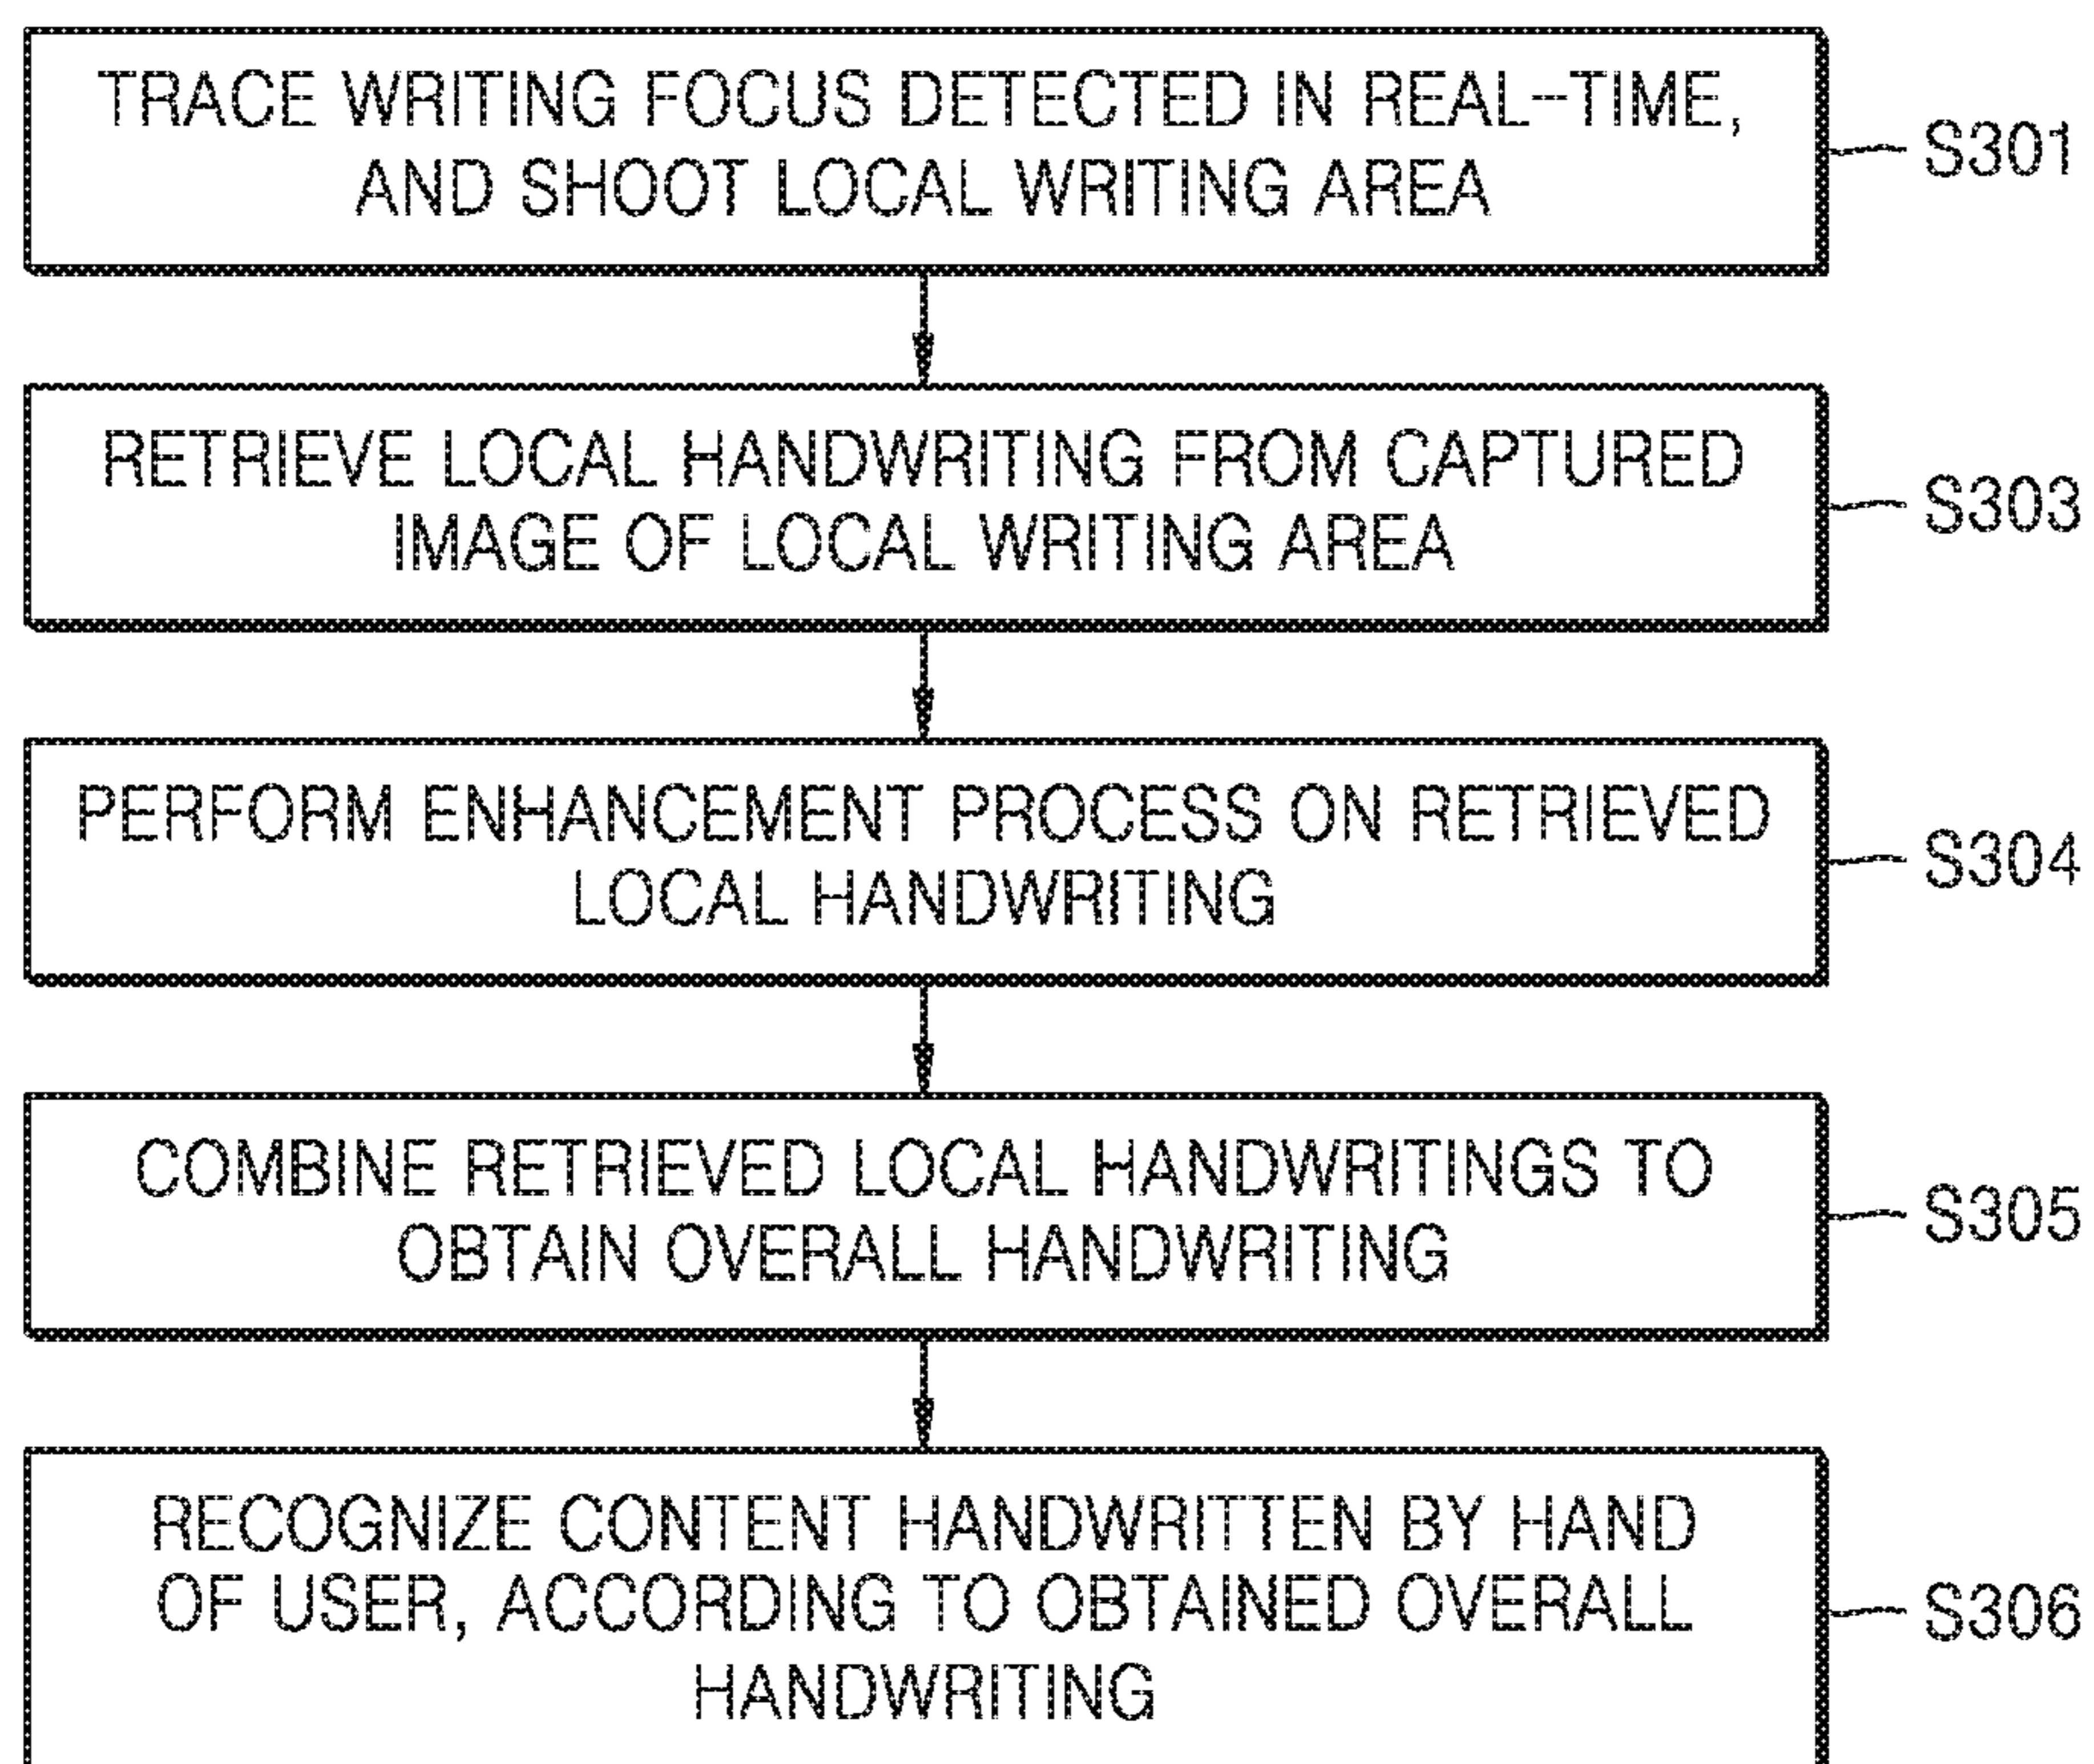 TRACE WRITING FOCUS DETECTED IN REAL-TIME,
AND SHOOT LOCAL WRITING AREA
S301
RETRIEVE LOCAL HANDWRITING FROM CAPTURED
IMAGE OF LOCAL WRITING AREA
S303
PERFORM ENHANCEMENT PROCESS ON RETRIEVED
LOCAL HANDWRITING
S304
COMBINE RETRIEVED LOCAL HANDWRITINGS TO
OBTAIN OVERALL HANDWRITING
S305
RECOGNIZE CONTENT HANDWRITTEN BY HAND
OF USER, ACCORDING TO OBTAINED OVERALL
HANDWRITING
S306